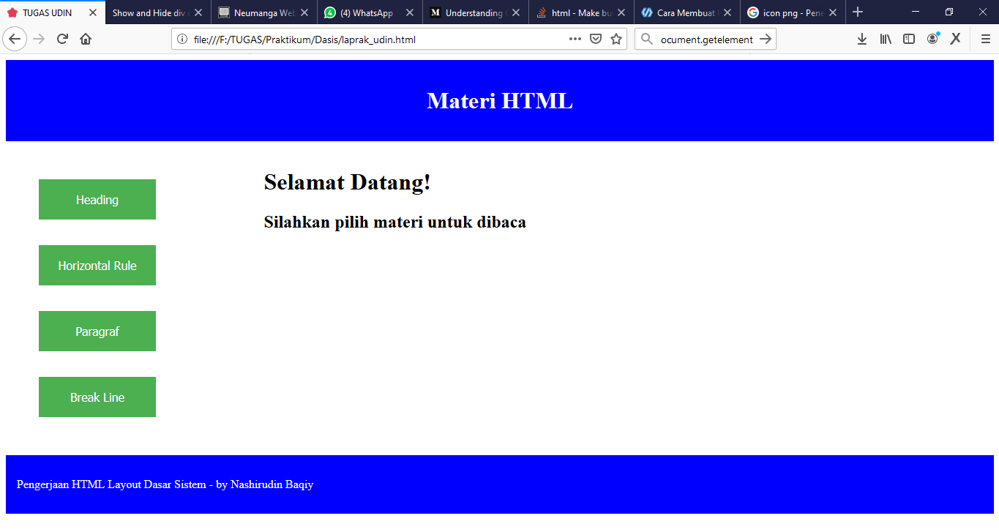 TUGAS UDIN
Show and Hide div
Neumanga Web
(4) WhatsApp
M Understanding
html - Make bu
Cara Membuat
G icon png - Pene
file:///F:/TUGAS/Praktikum/Dasis/laprak_udin.html
ocument.getelement
Materi HTML
Heading
Horizontal Rule
Paragraf
Break Line
Selamat Datang!
Silahkan pilih materi untuk dibaca
Pengerjaan HTML Layout Dasar Sistem - by Nashirudin Baqiy